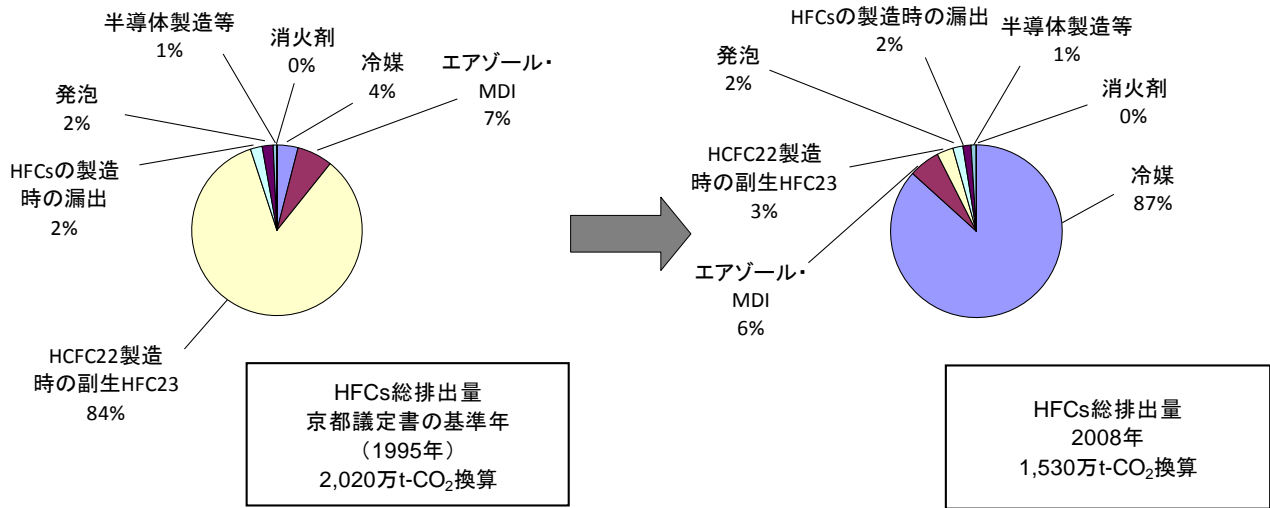 半導体製造等
1%
消火剤
0%
冷媒
4%
エアゾール・
MDI
7%
発泡
2%
HFCsの製造
時の漏出
2%
HCFC22製造
時の副生HFC23
84%
HFCs総排出量
京都議定書の基準年
（1995年）
2,020万t-CO₂換算
HFCsの製造時の漏出
2%
半導体製造等
1%
発泡
2%
消火剤
0%
HCFC22製造
時の副生HFC23
3%
冷媒
87%
エアゾール・
MDI
6%
HFCs総排出量
2008年
1,530万t-CO₂換算